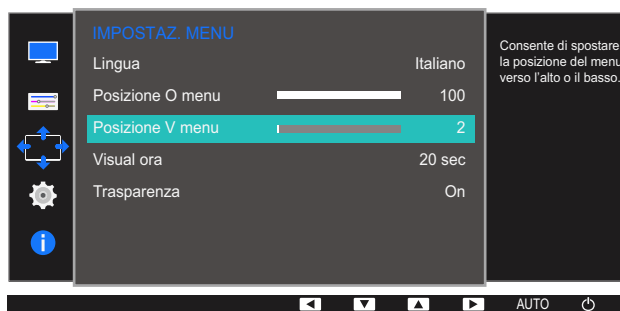 IMPOSTAZ. MENU
Lingua Italiano
Posizione O menu 100
Posizione V menu 2
Visual ora 20 sec
Trasparenza On
Consente di spostare
la posizione del menu
verso l'alto o il basso.
AUTO